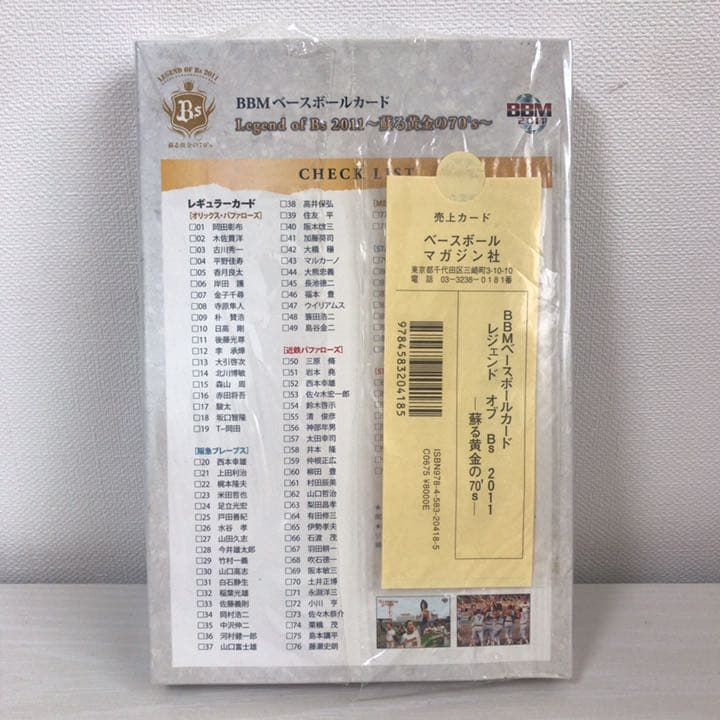 LEGEND OF Bs 2011
Bs
蘇る黄金の70's
BBM ベースボールカード
Legend of Bs 2011～蘇る黄金の70's～
BBM
2011
CHECK LIST
レギュラーカード
[オリックス・バファローズ]
□01 岡田彰布
□02 木佐貫洋
□03 古川秀一
□04 平野佳寿
□05 香月良太
□06 岸田 護
□07 金子千尋
□08 寺原隼人
□09 朴 賛浩
□10 日高 剛
□11 後藤光尊
□12 李 承燁
□13 大引啓次
□14 北川博敏
□15 森山 周
□16 赤田将吾
□17 駿太
□18 坂口智隆
□19 T-岡田
[阪急ブレーブス]
□20 西本幸雄
□21 上田利治
□22 梶本隆夫
□23 米田哲也
□24 足立光宏
□25 戸田善紀
□26 水谷 孝
□27 山田久志
□28 今井雄太郎
□29 竹村一義
□30 山口高志
□31 白石静生
□32 稲葉光雄
□33 佐藤義則
□34 岡村浩二
□35 中沢伸二
□36 河村健一郎
□37 山口富士雄
□38 高井保弘
□39 住友 平
□40 阪本敏三
□41 加藤英司
□42 大橋 穣
□43 マルカーノ
□44 大熊忠義
□45 長池徳二
□46 福本 豊
□47 ウイリアムス
□48 簑田浩二
□49 島谷金二
[近鉄バファローズ]
□50 三原 脩
□51 岩本 堯
□52 西本幸雄
□53 佐々木宏一郎
□54 鈴木啓示
□55 清 俊彦
□56 神部年男
□57 太田幸司
□58 井本 隆
□59 仲根正広
□60 柳田 豊
□61 村田辰美
□62 山口哲治
□63 梨田昌孝
□64 有田修三
□65 伊勢孝夫
□66 石渡 茂
□67 羽田耕一
□68 吹石徳一
□69 阪本敏三
□70 土井正博
□71 永淵洋三
□72 小川 亨
□73 佐々木恭介
□74 栗橋 茂
□75 島本講平
□76 藤瀬史朗
売上カード
ベースボール
マガジン社
東京都千代田区三崎町3-10-10
電話 03-3238-0181番
BBMベースボールカード
レジェンド オブ Bs 2011
―蘇る黄金の70's―
9784583204185
ISBN978-4-583-20418-5
C0675 ¥8000E